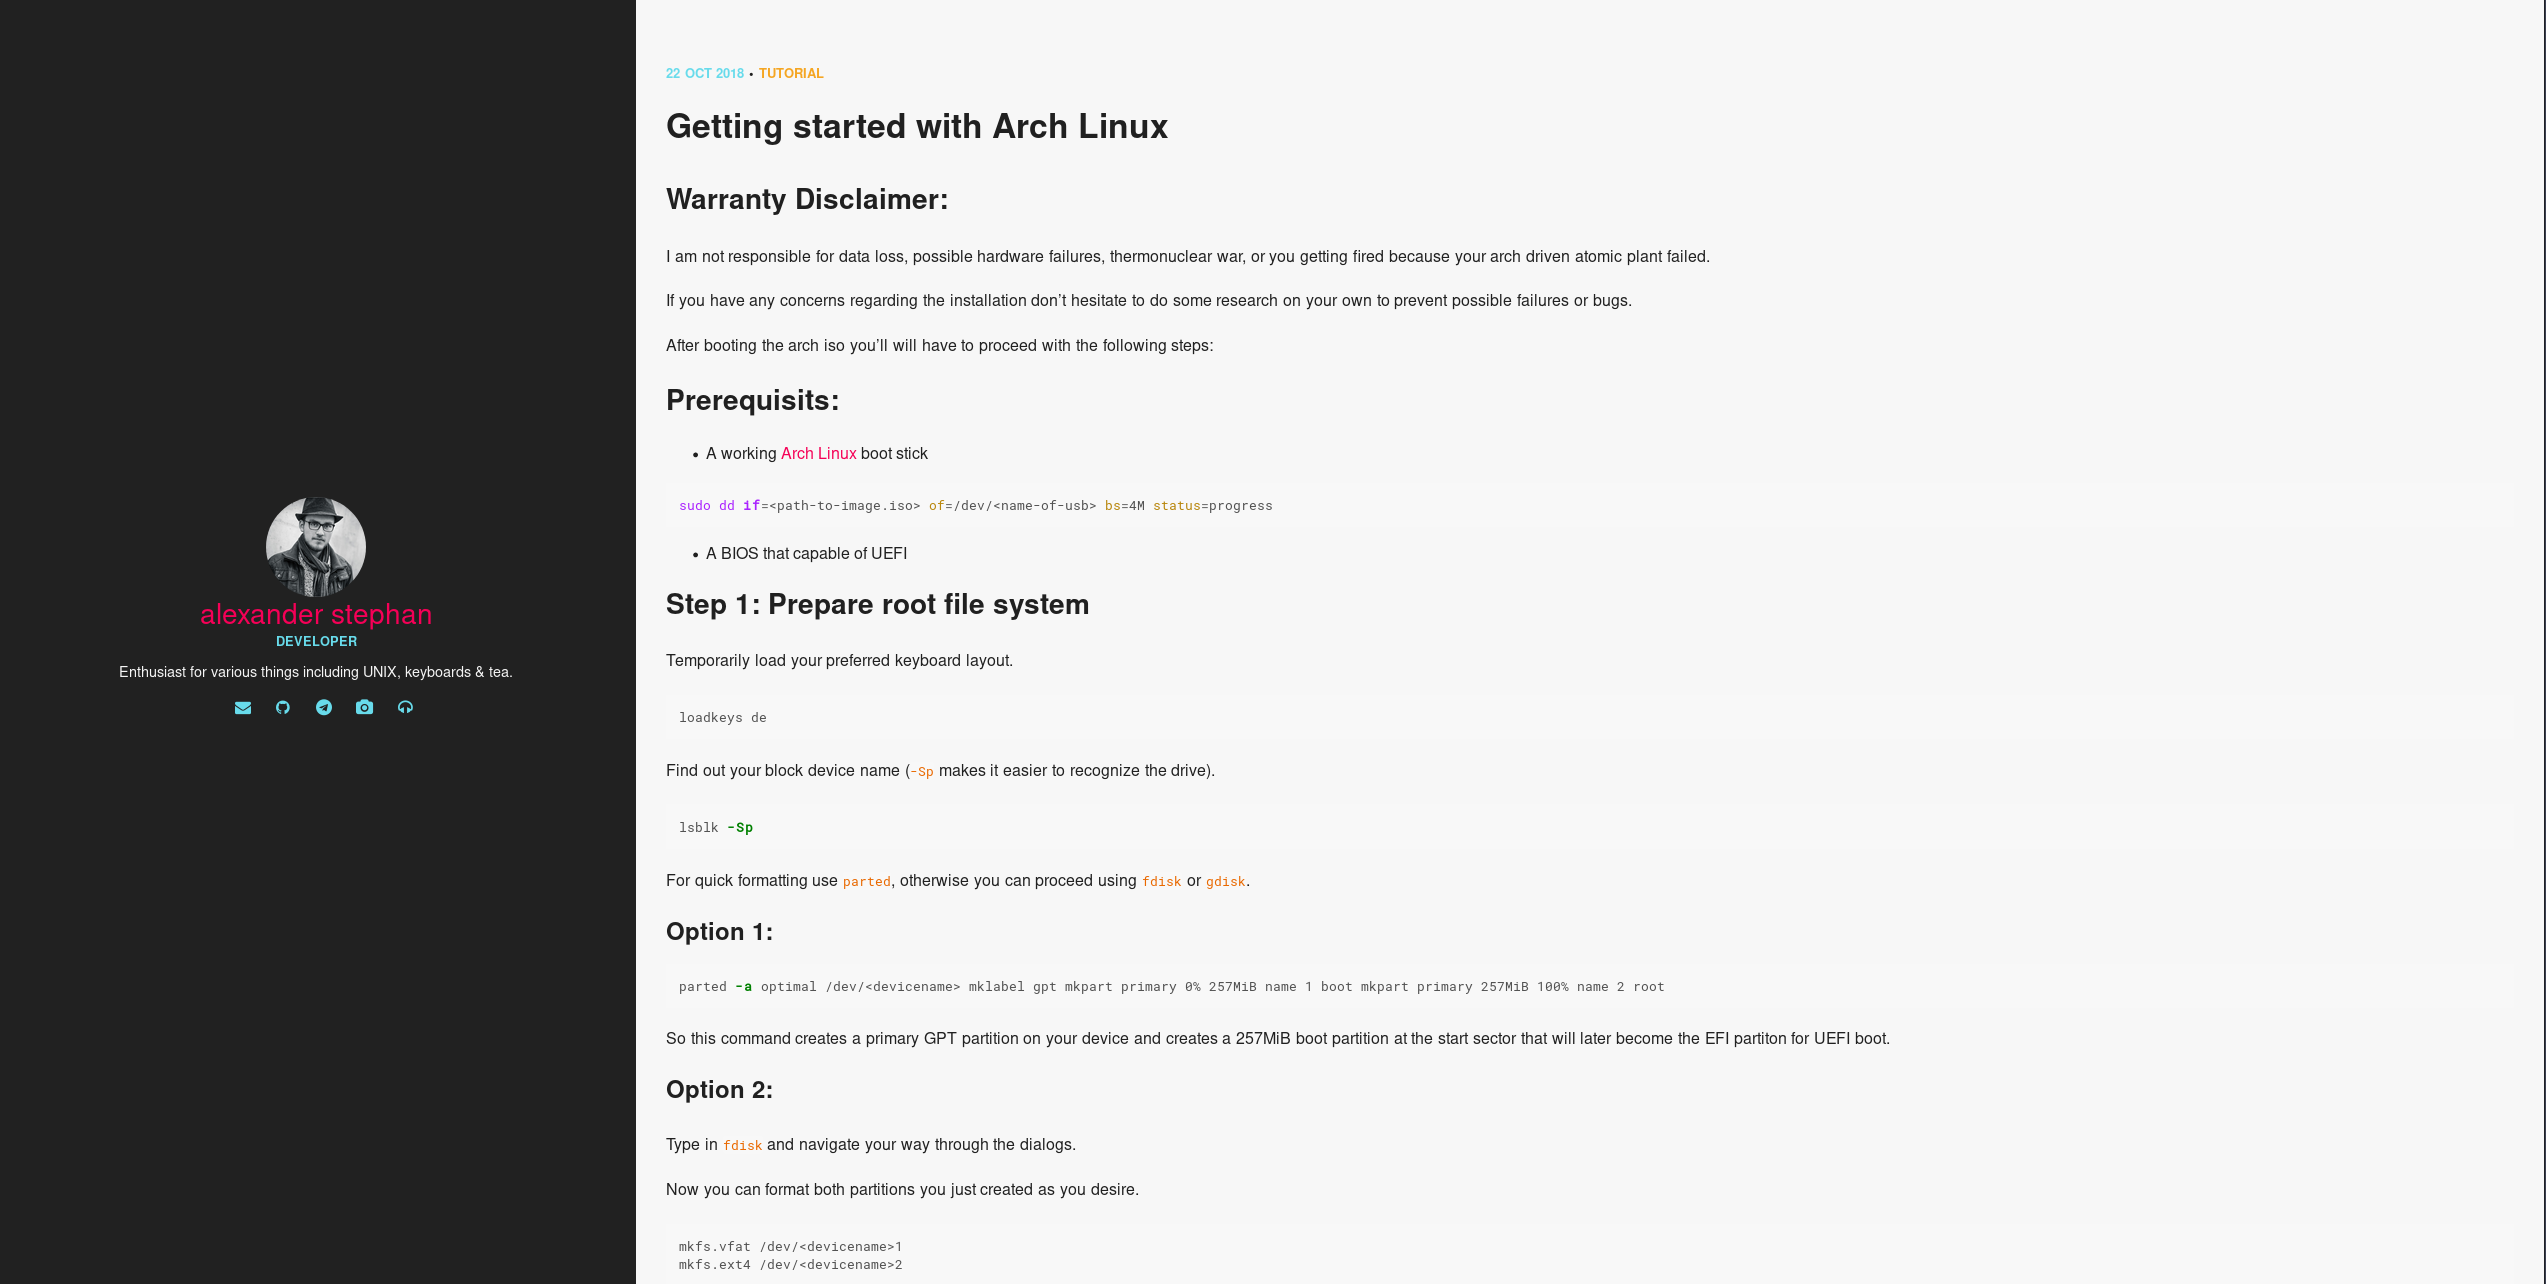 alexander stephan
DEVELOPER
Enthusiast for various things including UNIX, keyboards & tea.
22 OCT 2018 • TUTORIAL
Getting started with Arch Linux
Warranty Disclaimer:
I am not responsible for data loss, possible hardware failures, thermonuclear war, or you getting fired because your arch driven atomic plant failed.
If you have any concerns regarding the installation don’t hesitate to do some research on your own to prevent possible failures or bugs.
After booting the arch iso you’ll will have to proceed with the following steps:
Prerequisits:
• A working Arch Linux boot stick
sudo dd if=<path-to-image.iso> of=/dev/<name-of-usb> bs=4M status=progress
• A BIOS that capable of UEFI
Step 1: Prepare root file system
Temporarily load your preferred keyboard layout.
loadkeys de
Find out your block device name (-Sp makes it easier to recognize the drive).
lsblk -Sp
For quick formatting use parted, otherwise you can proceed using fdisk or gdisk.
Option 1:
parted -a optimal /dev/<devicename> mklabel gpt mkpart primary 0% 257MiB name 1 boot mkpart primary 257MiB 100% name 2 root
So this command creates a primary GPT partition on your device and creates a 257MiB boot partition at the start sector that will later become the EFI partiton for UEFI boot.
Option 2:
Type in fdisk and navigate your way through the dialogs.
Now you can format both partitions you just created as you desire.
mkfs.vfat /dev/<devicename>1
mkfs.ext4 /dev/<devicename>2